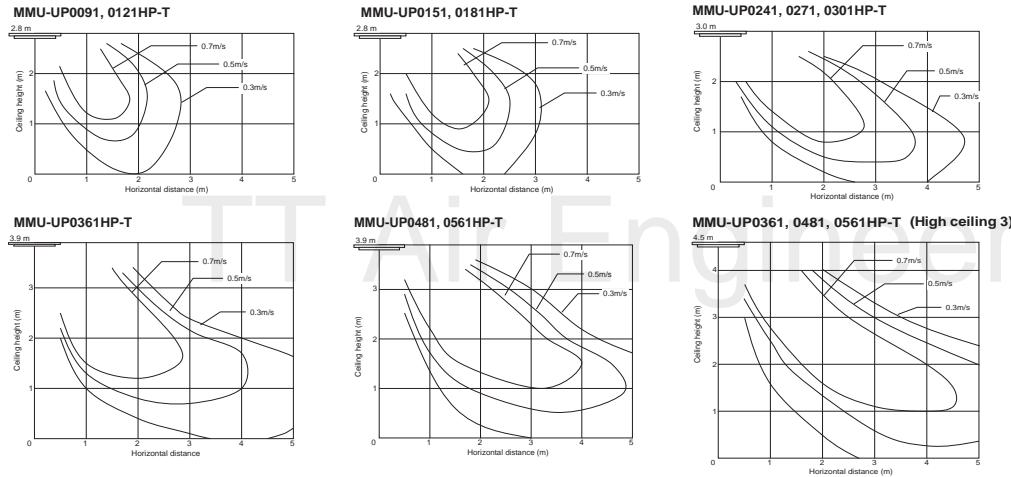 MMU-UP0091, 0121HP-T
2.8 m
0.7m/s
0.5m/s
0.3m/s
Ceiling height (m)
2
1
0
1
2
3
4
5
Horizontal distance (m)
MMU-UP0151, 0181HP-T
2.8 m
0.7m/s
0.5m/s
0.3m/s
Ceiling height (m)
2
1
0
1
2
3
4
5
Horizontal distance (m)
MMU-UP0241, 0271, 0301HP-T
3.0 m
0.7m/s
0.5m/s
0.3m/s
Ceiling height (m)
2
1
0
1
2
3
4
5
Horizontal distance (m)
TT Air Engineer
MMU-UP0361HP-T
3.9 m
0.7m/s
0.5m/s
0.3m/s
Ceiling height (m)
3
2
1
0
1
2
3
4
5
Horizontal distance
MMU-UP0481, 0561HP-T
3.9 m
0.7m/s
0.5m/s
0.3m/s
Ceiling height (m)
3
2
1
0
1
2
3
4
5
Horizontal distance (m)
MMU-UP0361, 0481, 0561HP-T (High ceiling 3)
4.5 m
0.7m/s
0.5m/s
0.3m/s
Ceiling height (m)
4
3
2
1
0
1
2
3
4
5
Horizontal distance (m)